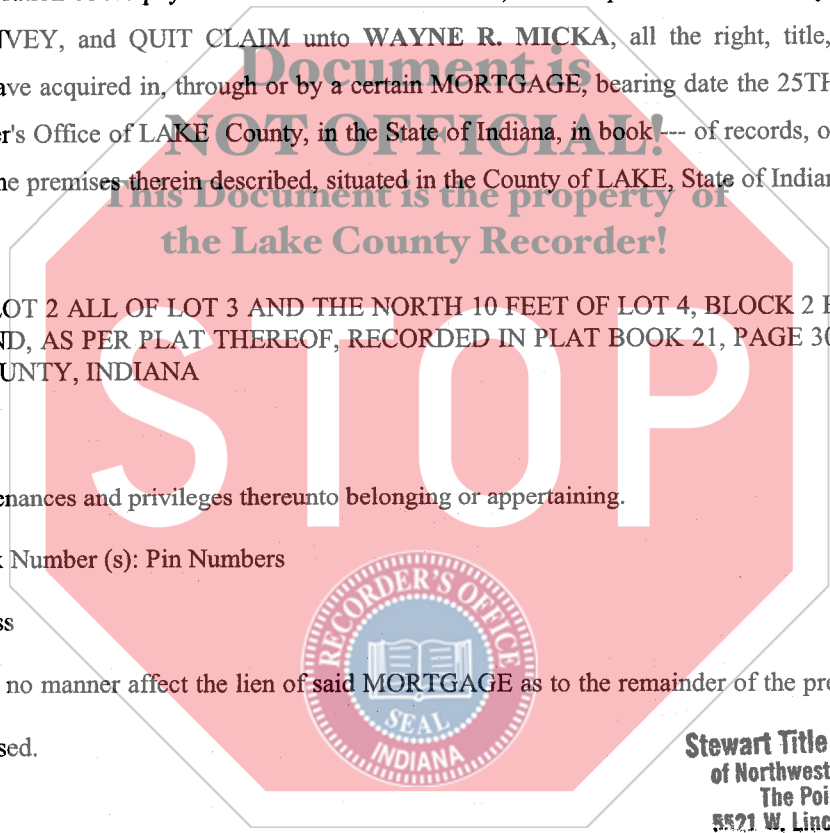 VEY, and QUIT CLAIM unto WAYNE R. MICKA, all the right, title,
Document is
ave acquired in, through or by a certain MORTGAGE, bearing date the 25TH
r's Office of LAKE County, in the State of Indiana, in book --- of records, o
NOT OFFICIAL!
he premises therein described, situated in the County of LAKE, State of Indian
This Document is the property of
the Lake County Recorder!
LOT 2 ALL OF LOT 3 AND THE NORTH 10 FEET OF LOT 4, BLOCK 2
ND, AS PER PLAT THEREOF, RECORDED IN PLAT BOOK 21, PAGE 30
UNTY, INDIANA
STOP
enances and privileges thereunto belonging or appertaining.
Number (s): Pin Numbers
RECORDER'S OFFICE
ss
no manner affect the lien of said MORTGAGE as to the remainder of the pre
SEAL
INDIANA
sed.
Stewart Title
of Northwest
The Poi
5521 W. Linc